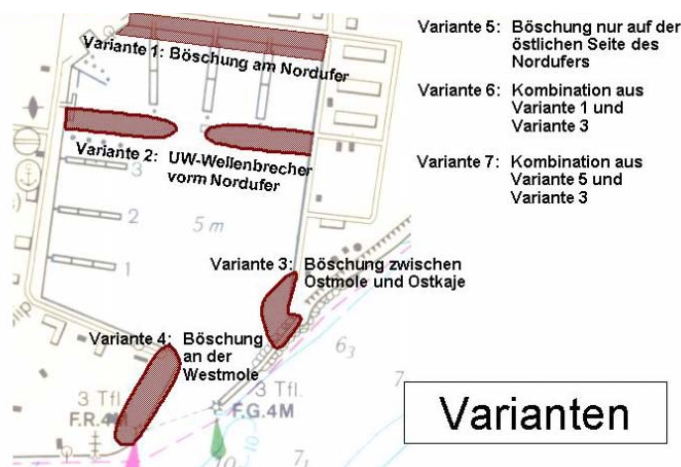 Variante 1: Böschung am Nordufer
Variante 2: UW-Wellenbrecher
vorm Nordufer
3
2
1
5 m
Variante 3: Böschung zwischen
Ostmole und Ostkaje
Variante 4: Böschung
an der
Westmole
6₃
3 Tfl.
F.R.4M
3 Tfl.
F.G.4M
7₁
Variante 5: Böschung nur auf der
östlichen Seite des
Nordufers
Variante 6: Kombination aus
Variante 1 und
Variante 3
Variante 7: Kombination aus
Variante 5 und
Variante 3
Varianten